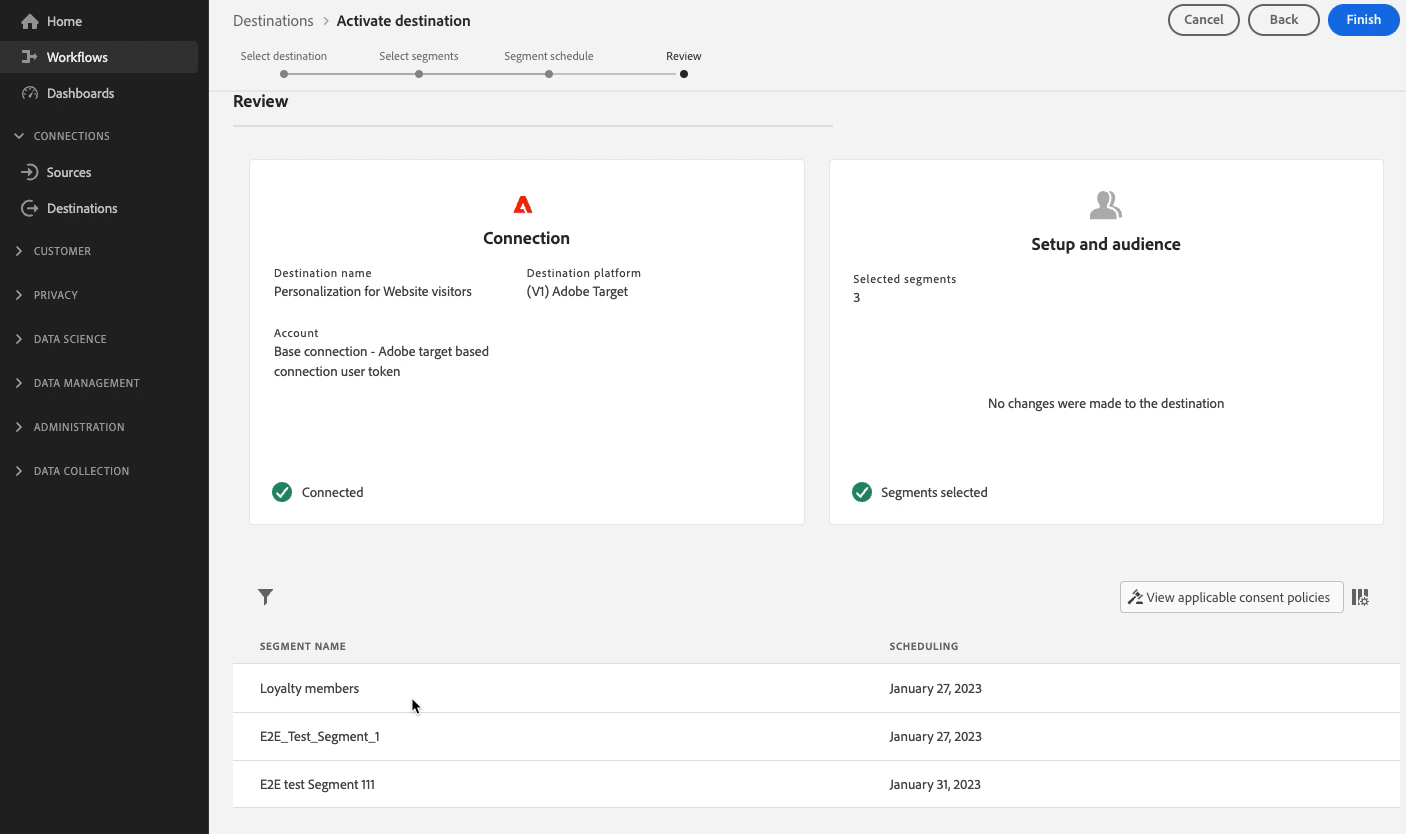 Home
Workflows
Dashboards
CONNECTIONS
Sources
Destinations
CUSTOMER
PRIVACY
DATA SCIENCE
DATA MANAGEMENT
ADMINISTRATION
DATA COLLECTION
Destinations > Activate destination
Cancel
Back
Finish
Select destination
Select segments
Segment schedule
Review
Review
Connection
Destination name
Personalization for Website visitors
Destination platform
(V1) Adobe Target
Account
Base connection - Adobe target based
connection user token
Connected
Setup and audience
Selected segments
3
No changes were made to the destination
Segments selected
View applicable consent policies
SEGMENT NAME
SCHEDULING
Loyalty members
January 27, 2023
E2E_Test_Segment_1
January 27, 2023
E2E test Segment 111
January 31, 2023